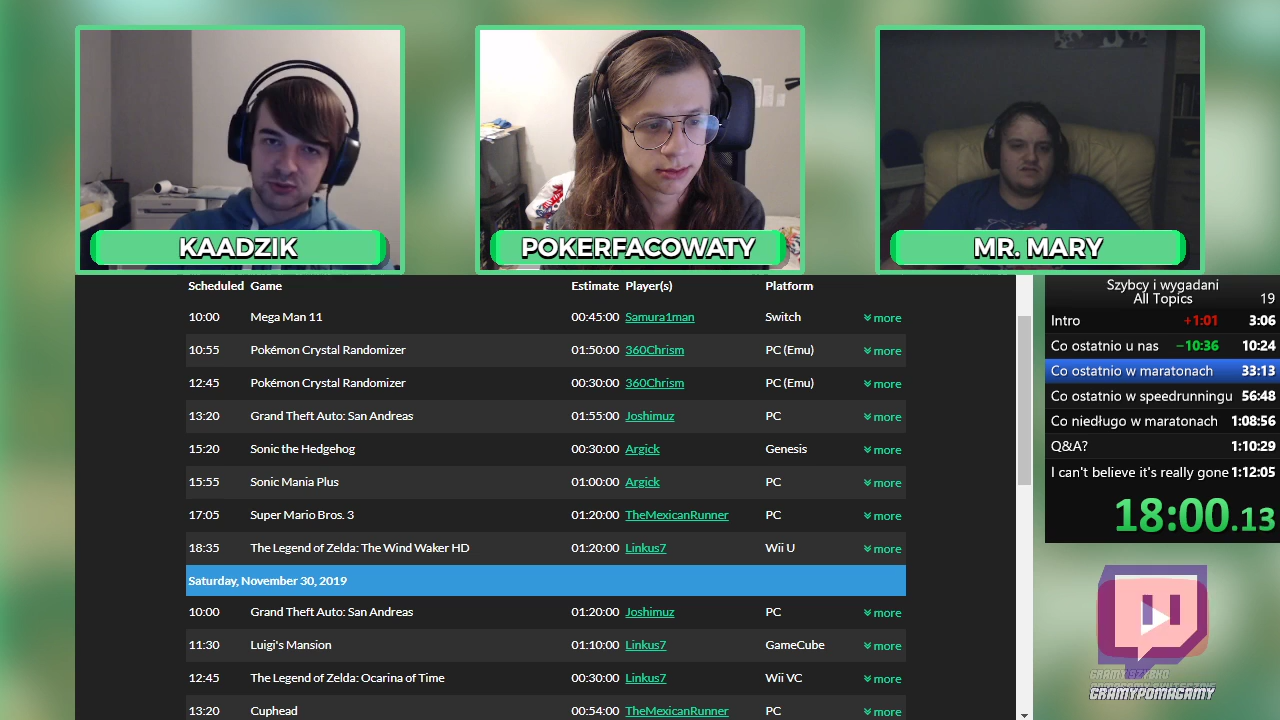 KAADZIK
POKERFACOWATY
MR. MARY
Scheduled Game Estimate Player(s) Platform
10:00 Mega Man 11 00:45:00 Samura1man Switch more
10:55 Pokémon Crystal Randomizer 01:50:00 360Chrism PC (Emu) more
12:45 Pokémon Crystal Randomizer 00:30:00 360Chrism PC (Emu) more
13:20 Grand Theft Auto: San Andreas 01:55:00 Joshimuz PC more
15:20 Sonic the Hedgehog 00:30:00 Argick Genesis more
15:55 Sonic Mania Plus 01:00:00 Argick PC more
17:05 Super Mario Bros. 3 01:20:00 TheMexicanRunner PC more
18:35 The Legend of Zelda: The Wind Waker HD 01:20:00 Linkus7 Wii U more
Saturday, November 30, 2019
10:00 Grand Theft Auto: San Andreas 01:20:00 Joshimuz PC more
11:30 Luigi's Mansion 01:10:00 Linkus7 GameCube more
12:45 The Legend of Zelda: Ocarina of Time 00:30:00 Linkus7 Wii VC more
13:20 Cuphead 00:54:00 TheMexicanRunner PC more
Szybcy i wygadani
All Topics 19
Intro +1:01 3:06
Co ostatnio u nas −10:36 10:24
Co ostatnio w maratonach 33:13
Co ostatnio w speedrunningu 56:48
Co niedługo w maratonach 1:08:56
Q&A? 1:10:29
I can't believe it's really gone 1:12:05
18:00.13
GRAMY SZYBKO
POMAGAMY SKUTECZNIE
GRAMYPOMAGAMY